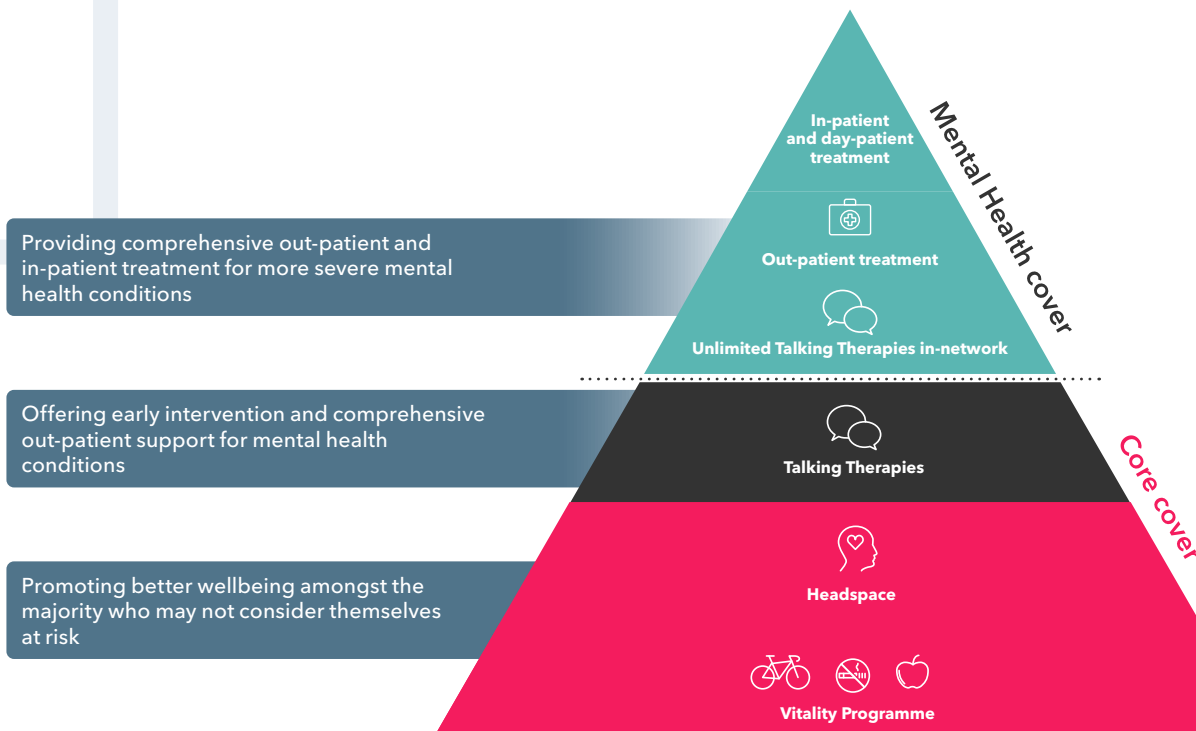 In-patient
and day-patient
treatment
Mental Health cover
Providing comprehensive out-patient and
in-patient treatment for more severe mental
health conditions
Out-patient treatment
Unlimited Talking Therapies in-network
Offering early intervention and comprehensive
out-patient support for mental health
conditions
Talking Therapies
Core cover
Promoting better wellbeing amongst the
majority who may not consider themselves
at risk
Headspace
Vitality Programme